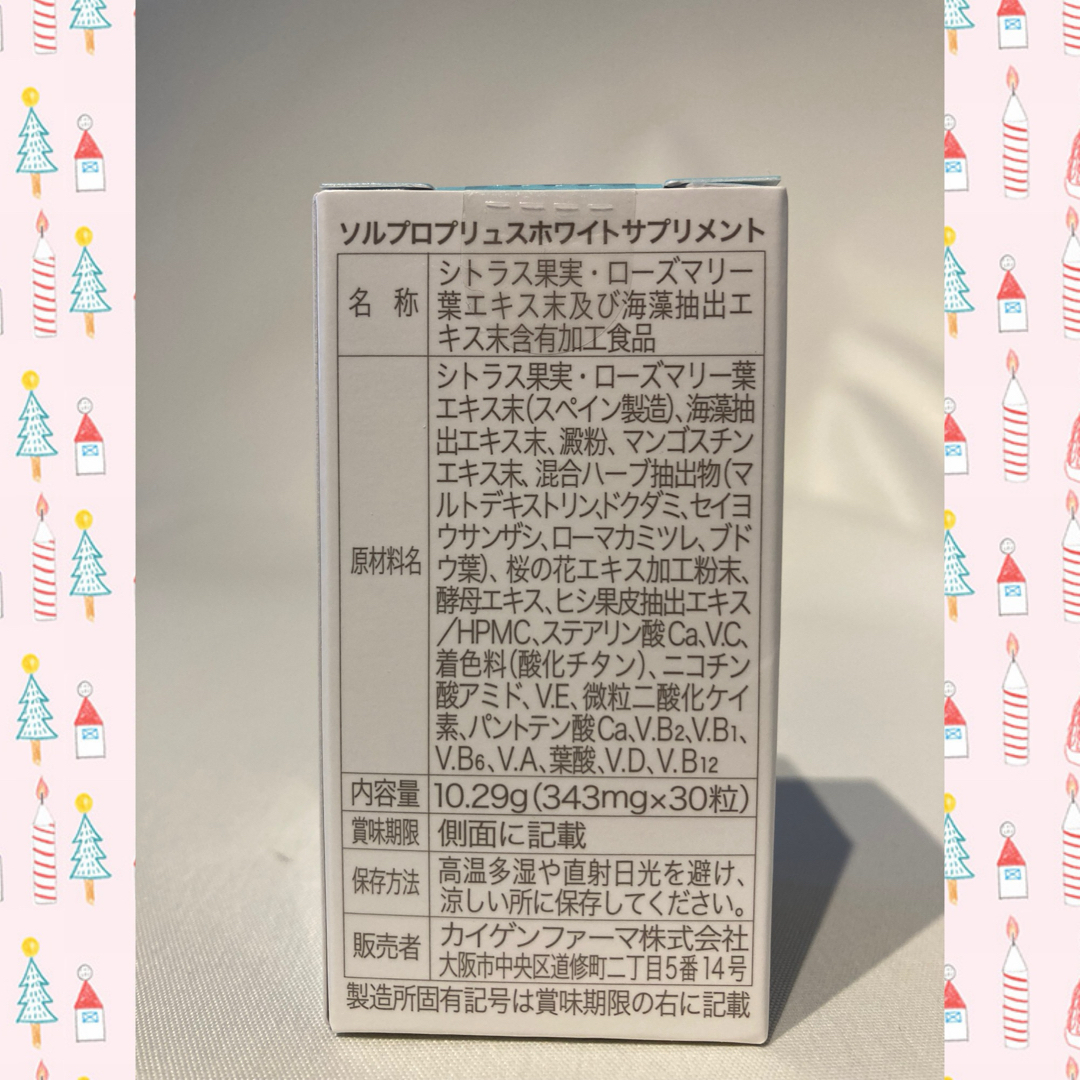 ソルプロプリュスホワイトサプリメント
名 称
シトラス果実・ローズマリー
葉エキス末及び海藻抽出エ
キス末含有加工食品
原材料名
シトラス果実・ローズマリー葉
エキス末(スペイン製造)、海藻抽
出エキス末、澱粉、マンゴスチン
エキス末、混合ハーブ抽出物(マ
ルトデキストリン、ドクダミ、セイヨ
ウサンザシ、ローマカミツレ、ブド
ウ葉)、桜の花エキス加工粉末、
酵母エキス、ヒシ果皮抽出エキス
/HPMC、ステアリン酸Ca、V.C、
着色料(酸化チタン)、ニコチン
酸アミド、V.E、微粒二酸化ケイ
素、パントテン酸Ca、V.B2、V.B1、
V.B6、V.A、葉酸、V.D、V.B12
内容量
10.29g(343mg×30粒)
賞味期限
側面に記載
保存方法
高温多湿や直射日光を避け、
涼しい所に保存してください。
販売者
カイゲンファーマ株式会社
大阪市中央区道修町二丁目5番14号
製造所固有記号は賞味期限の右に記載